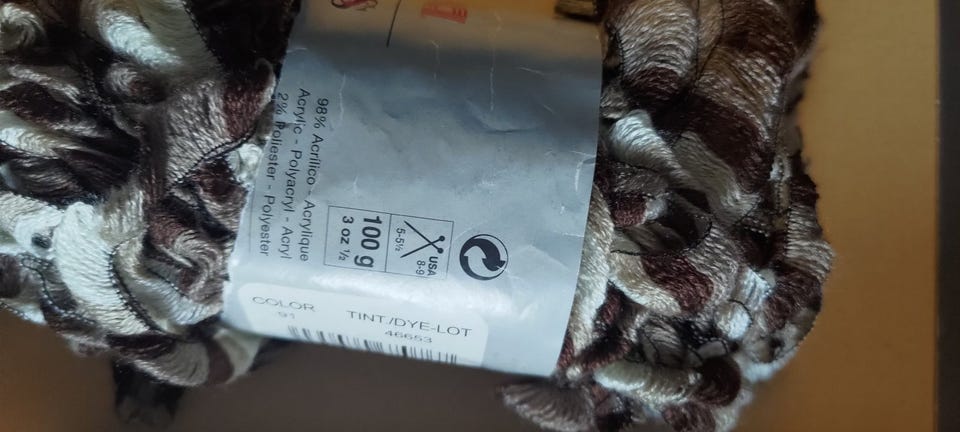 98% Acrílico - Acrylique
Acrylic - Polyacryl - Acryl
2% Poliester - Polyester
USA
5-5½
8-9
100 g
3 oz ½
COLOR
91
TINT./DYE-LOT
46653